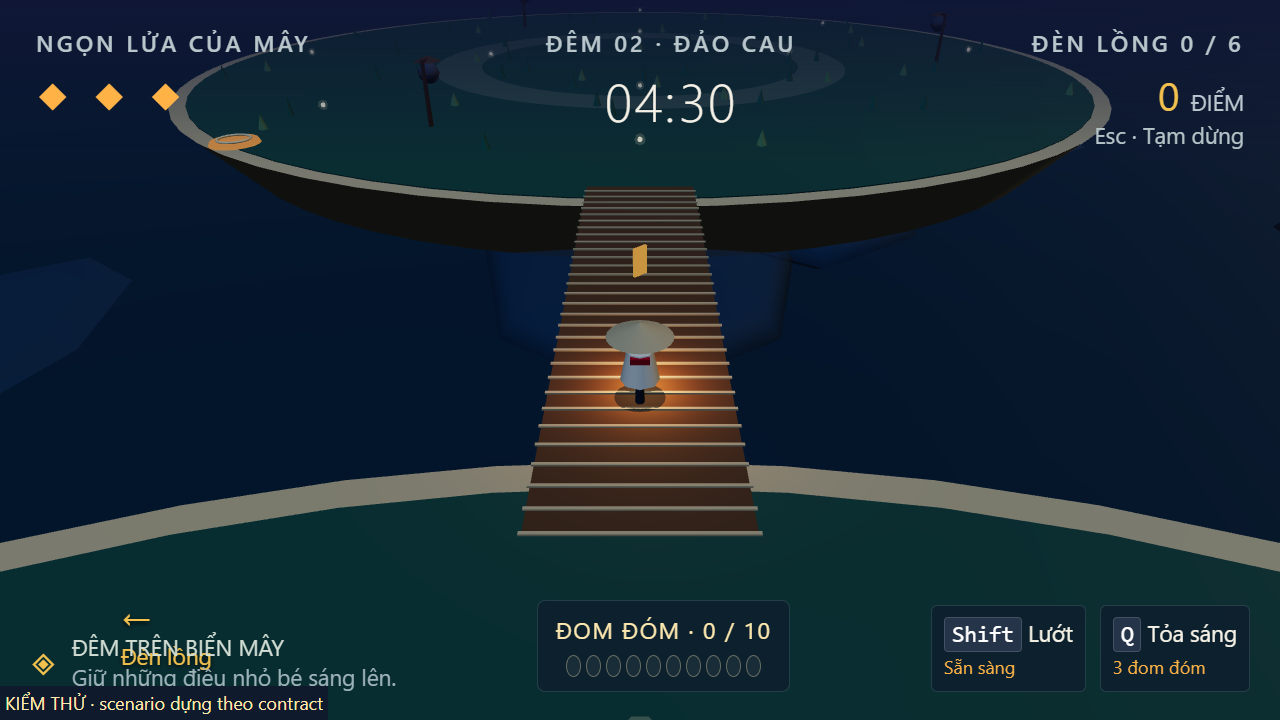 NGỌN LỬA CỦA MÂY
ĐÊM 02 · ĐẢO CAU
04:30
ĐÈN LỒNG 0 / 6
0 ĐIỂM
Esc · Tạm dừng
←
Đèn lồng
ĐÊM TRÊN BIỂN MÂY
Giữ những điều nhỏ bé sáng lên.
KIỂM THỬ · scenario dựng theo contract
ĐOM ĐÓM · 0 / 10
Shift Lướt
Sẵn sàng
Q Tỏa sáng
3 đom đóm